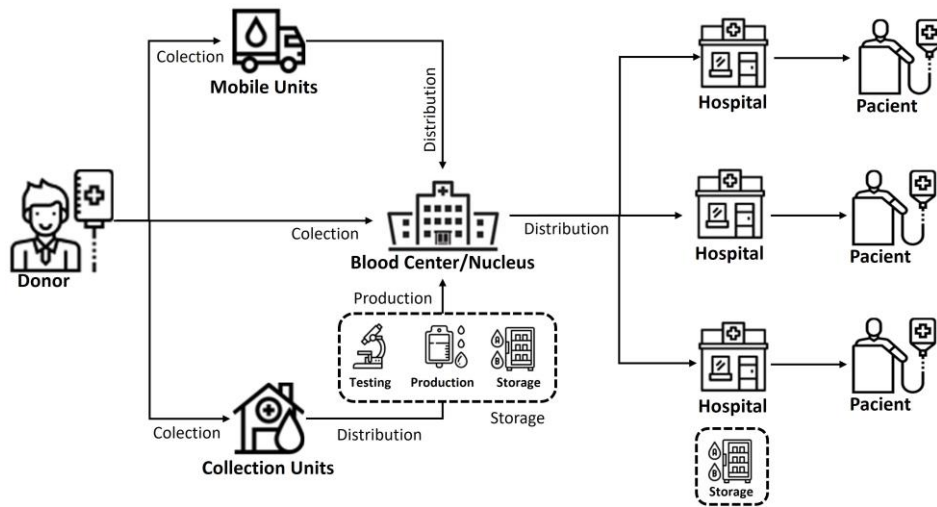 Colection
Mobile Units
Distribution
Hospital
Pacient
Donor
Colection
Blood Center/Nucleus
Distribution
Hospital
Pacient
Production
Testing
Production
A
B
Storage
Storage
Colection
Collection Units
Distribution
Hospital
Pacient
A
B
Storage